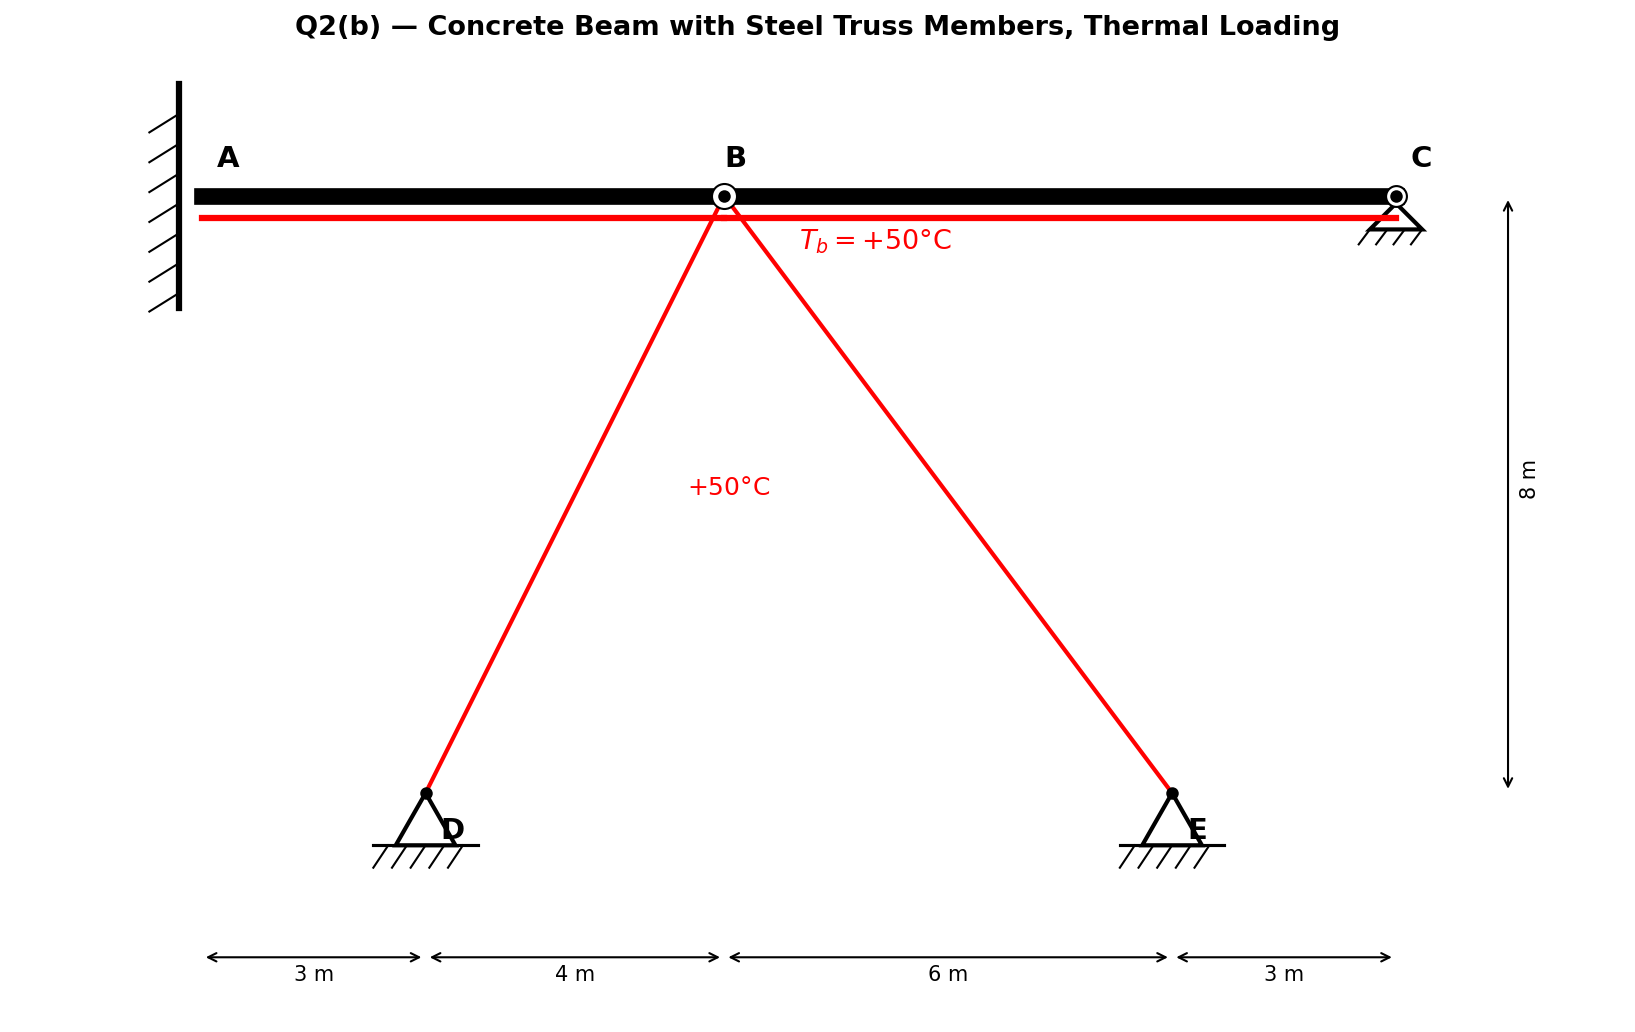 Q2(b) — Concrete Beam with Steel Truss Members, Thermal Loading
A
B
C
T_b = +50°C
+50°C
8 m
D
E
3 m
4 m
6 m
3 m